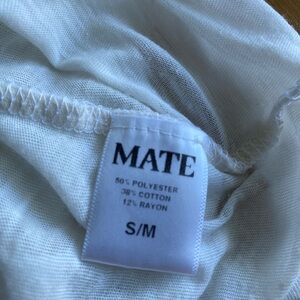 MATE
50% POLYESTER
38% COTTON
12% RAYON
S/M